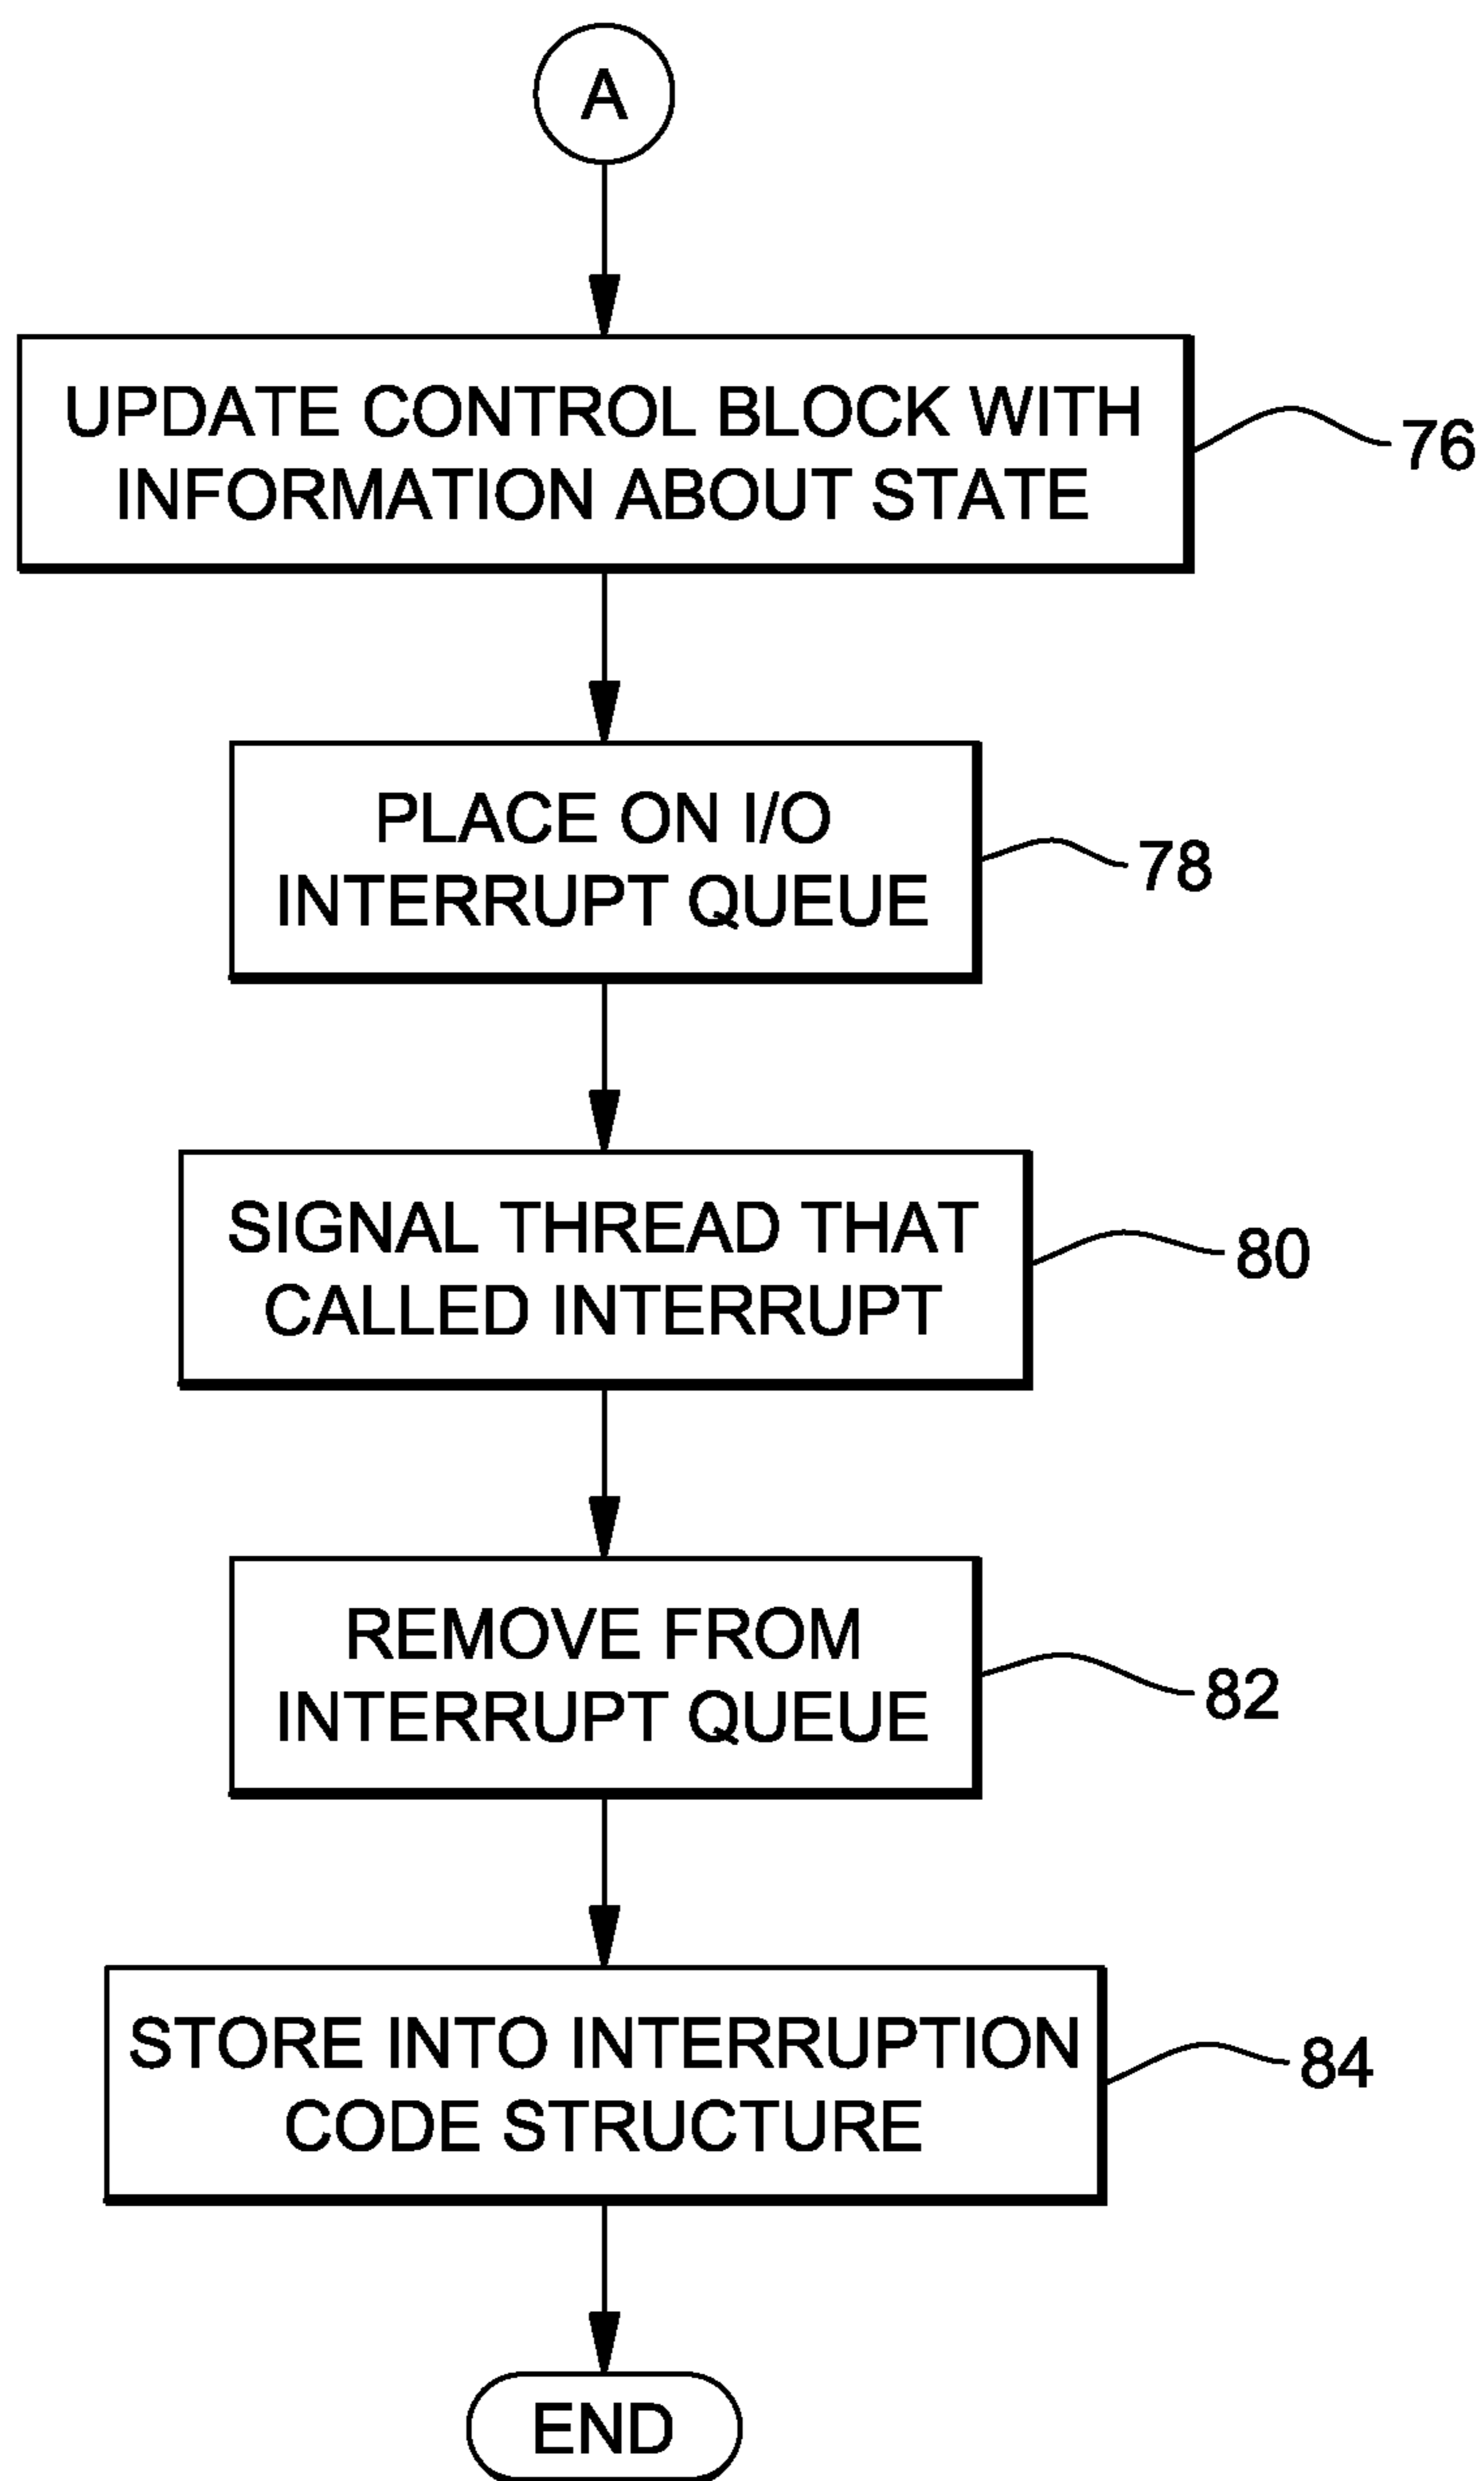 A
UPDATE CONTROL BLOCK WITH
INFORMATION ABOUT STATE
76
PLACE ON I/O
INTERRUPT QUEUE
78
SIGNAL THREAD THAT
CALLED INTERRUPT
80
REMOVE FROM
INTERRUPT QUEUE
82
STORE INTO INTERRUPTION
CODE STRUCTURE
84
END